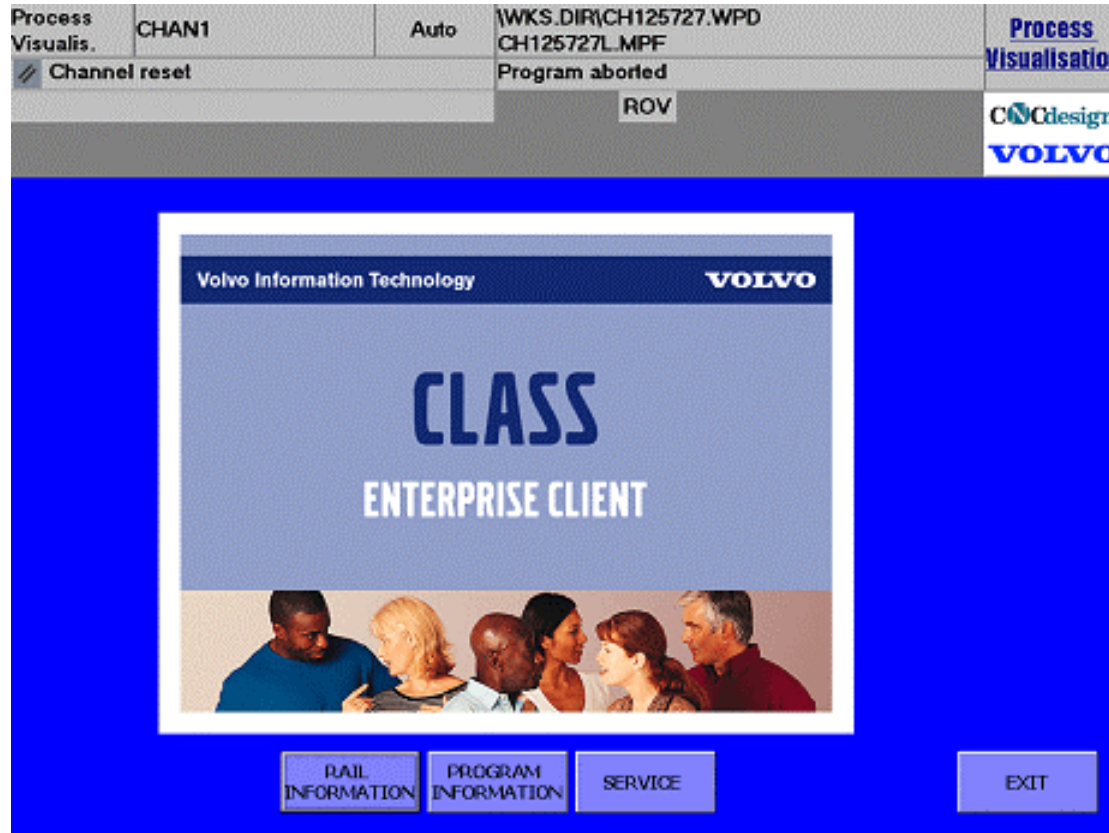 Process
Visualis.
CHAN1
Auto
\WKS.DIR\CH125727.WPD
CH125727L.MPF
Process
Visualisatio
Channel reset
Program aborted
ROV
CNCdesign
VOLVO
Volvo Information Technology
VOLVO
CLASS
ENTERPRISE CLIENT
RAIL
INFORMATION
PROGRAM
INFORMATION
SERVICE
EXIT